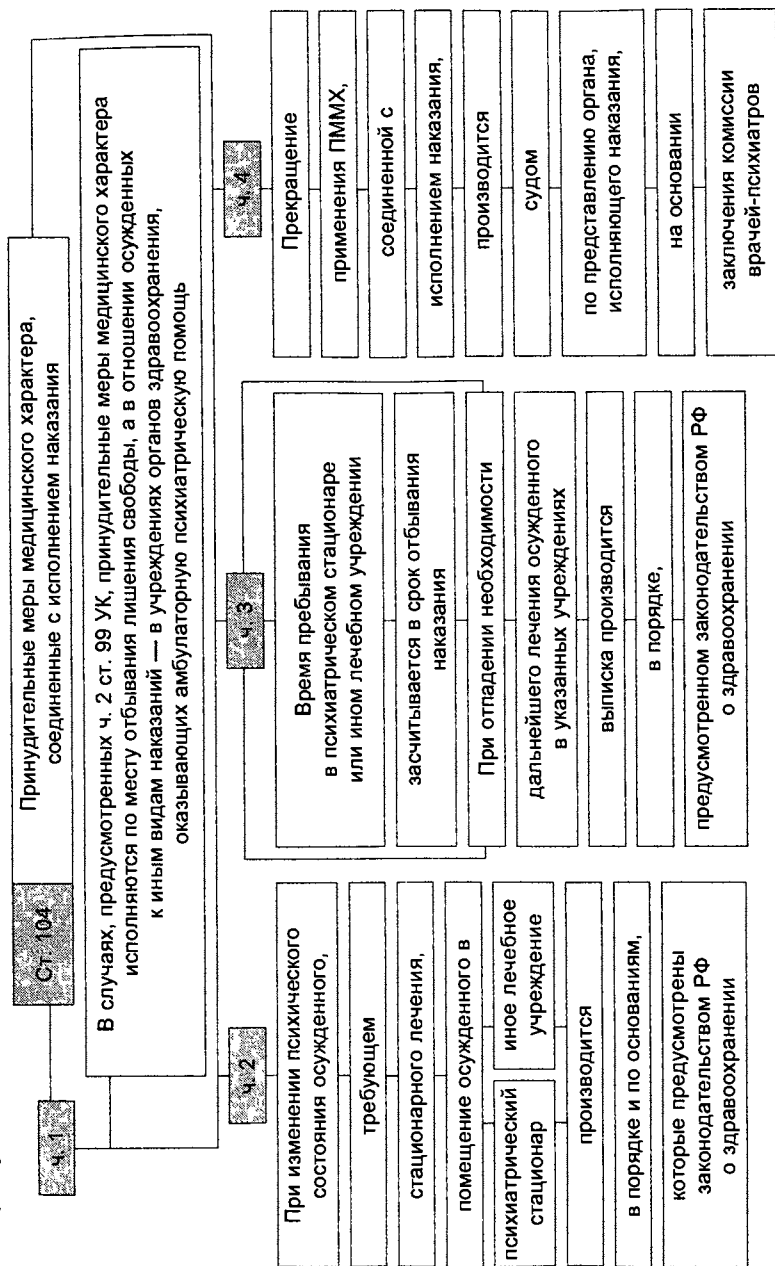 Ст. 104
Принудительные меры медицинского характера,
соединенные с исполнением наказания
ч. 1
В случаях, предусмотренных ч. 2 ст. 99 УК, принудительные меры медицинского характера
исполняются по месту отбывания лишения свободы, а в отношении осужденных
к иным видам наказаний — в учреждениях органов здравоохранения,
оказывающих амбулаторную психиатрическую помощь
ч. 2
При изменении психического
состояния осужденного,
требующем
стационарного лечения,
помещение осужденного в
психиатрический
стационар
иное лечебное
учреждение
производится
в порядке и по основаниям,
которые предусмотрены
законодательством РФ
о здравоохранении
ч. 3
Время пребывания
в психиатрическом стационаре
или ином лечебном учреждении
засчитывается в срок отбывания
наказания
При отпадении необходимости
дальнейшего лечения осужденного
в указанных учреждениях
выписка производится
в порядке,
предусмотренном законодательством РФ
о здравоохранении
ч. 4
Прекращение
применения ПММХ,
соединенной с
исполнением наказания,
производится
судом
по представлению органа,
исполняющего наказания,
на основании
заключения комиссии
врачей-психиатров